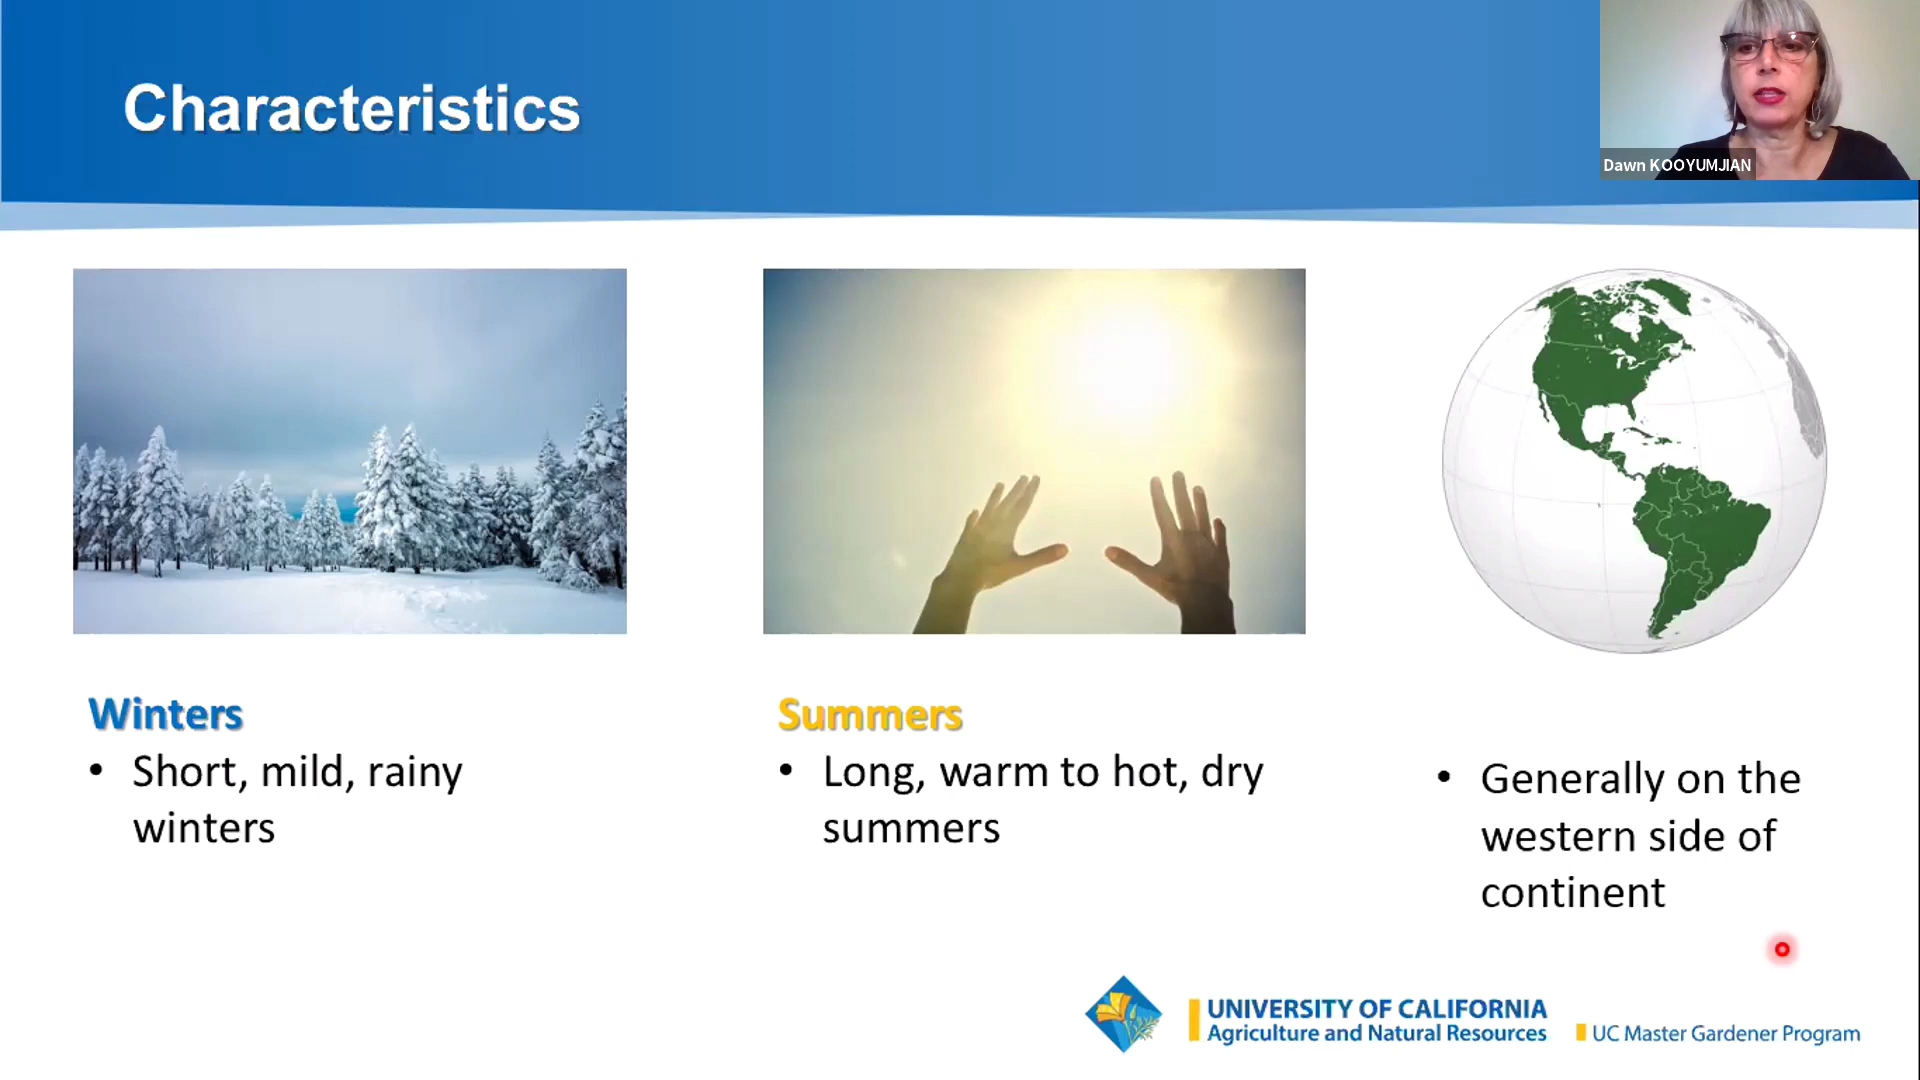 Characteristics
Dawn KOOYUMJIAN
Winters
• Short, mild, rainy
winters
Summers
• Long, warm to hot, dry
summers
• Generally on the
western side of
continent
UNIVERSITY OF CALIFORNIA
Agriculture and Natural Resources
UC Master Gardener Program